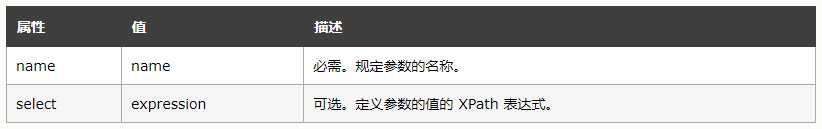 属性 值 描述
name name 必需。规定参数的名称。
select expression 可选。定义参数的值的 XPath 表达式。